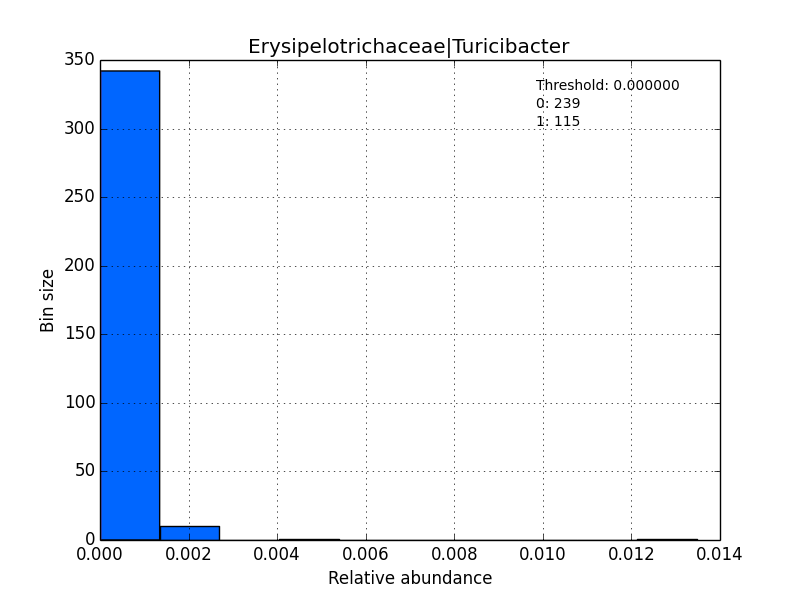 Erysipelotrichaceae|Turicibacter
350
300
250
200
150
100
50
0
Bin size
Threshold: 0.000000
0: 239
1: 115
0.000 0.002 0.004 0.006 0.008 0.010 0.012 0.014
Relative abundance